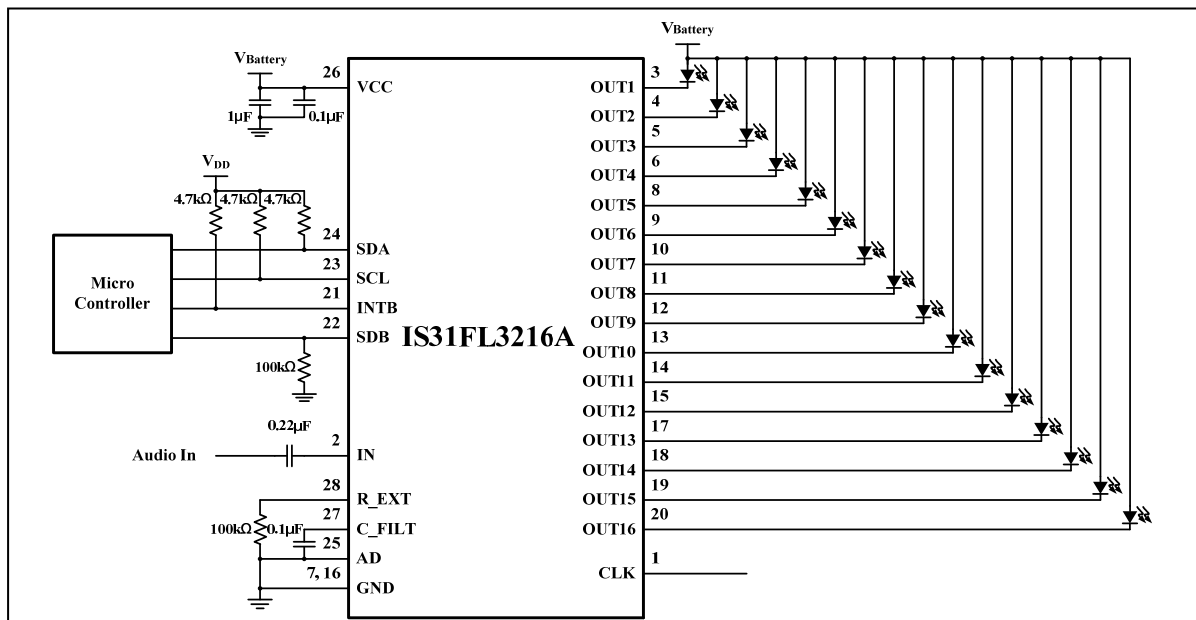 VBattery
26
VCC
1μF
0.1μF
VDD
4.7kΩ
4.7kΩ
4.7kΩ
Micro
Controller
24
SDA
23
SCL
21
INTB
22
SDB
100kΩ
0.22μF
Audio In
2
IN
28
R_EXT
100kΩ
0.1μF
27
C_FILT
25
AD
7, 16
GND
IS31FL3216A
VBattery
3
OUT1
4
OUT2
5
OUT3
6
OUT4
8
OUT5
9
OUT6
10
OUT7
11
OUT8
12
OUT9
13
OUT10
14
OUT11
15
OUT12
17
OUT13
18
OUT14
19
OUT15
20
OUT16
1
CLK